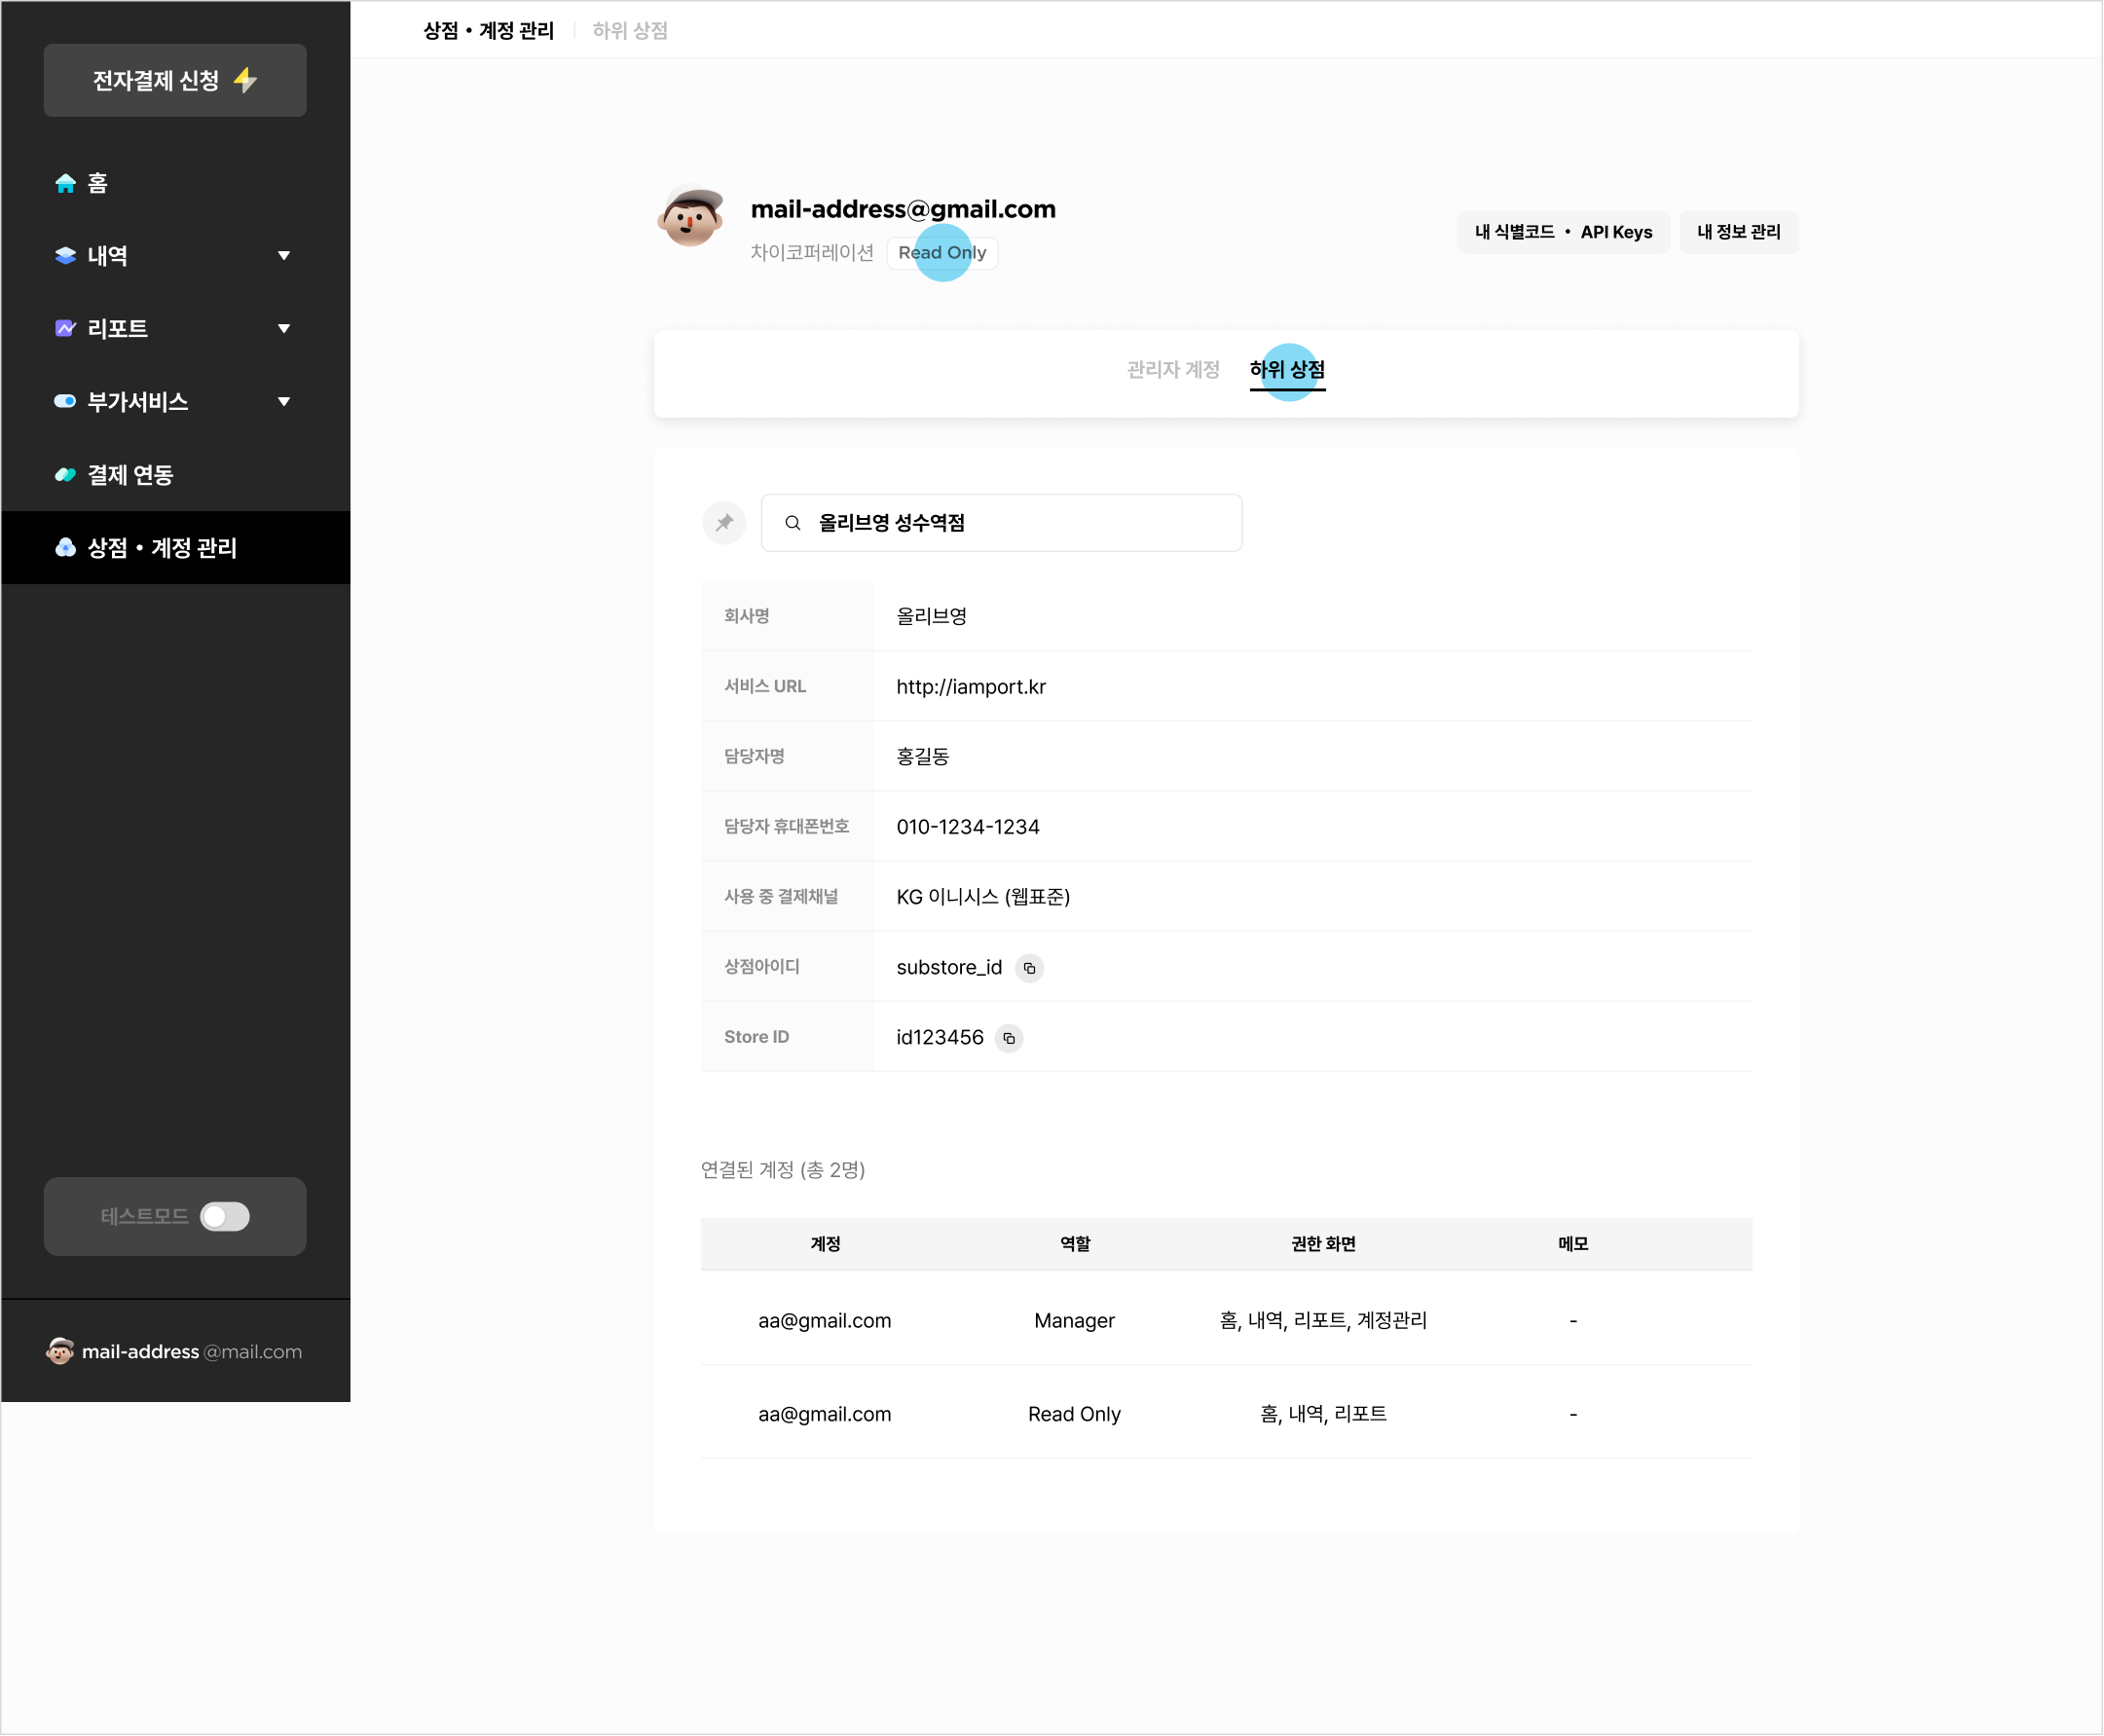 전자결제 신청
홈
내역
리포트
부가서비스
결제 연동
상점 • 계정 관리
테스트모드
mail-address@mail.com
상점 • 계정 관리 하위 상점
mail-address@gmail.com
차이코퍼레이션 Read Only
내 식별코드 • API Keys 내 정보 관리
관리자 계정 하위 상점
올리브영 성수역점
회사명 올리브영
서비스 URL http://iamport.kr
담당자명 홍길동
담당자 휴대폰번호 010-1234-1234
사용 중 결제채널 KG 이니시스 (웹표준)
상점아이디 substore_id
Store ID id123456
연결된 계정 (총 2명)
계정 역할 권한 화면 메모
aa@gmail.com Manager 홈, 내역, 리포트, 계정관리 -
aa@gmail.com Read Only 홈, 내역, 리포트 -